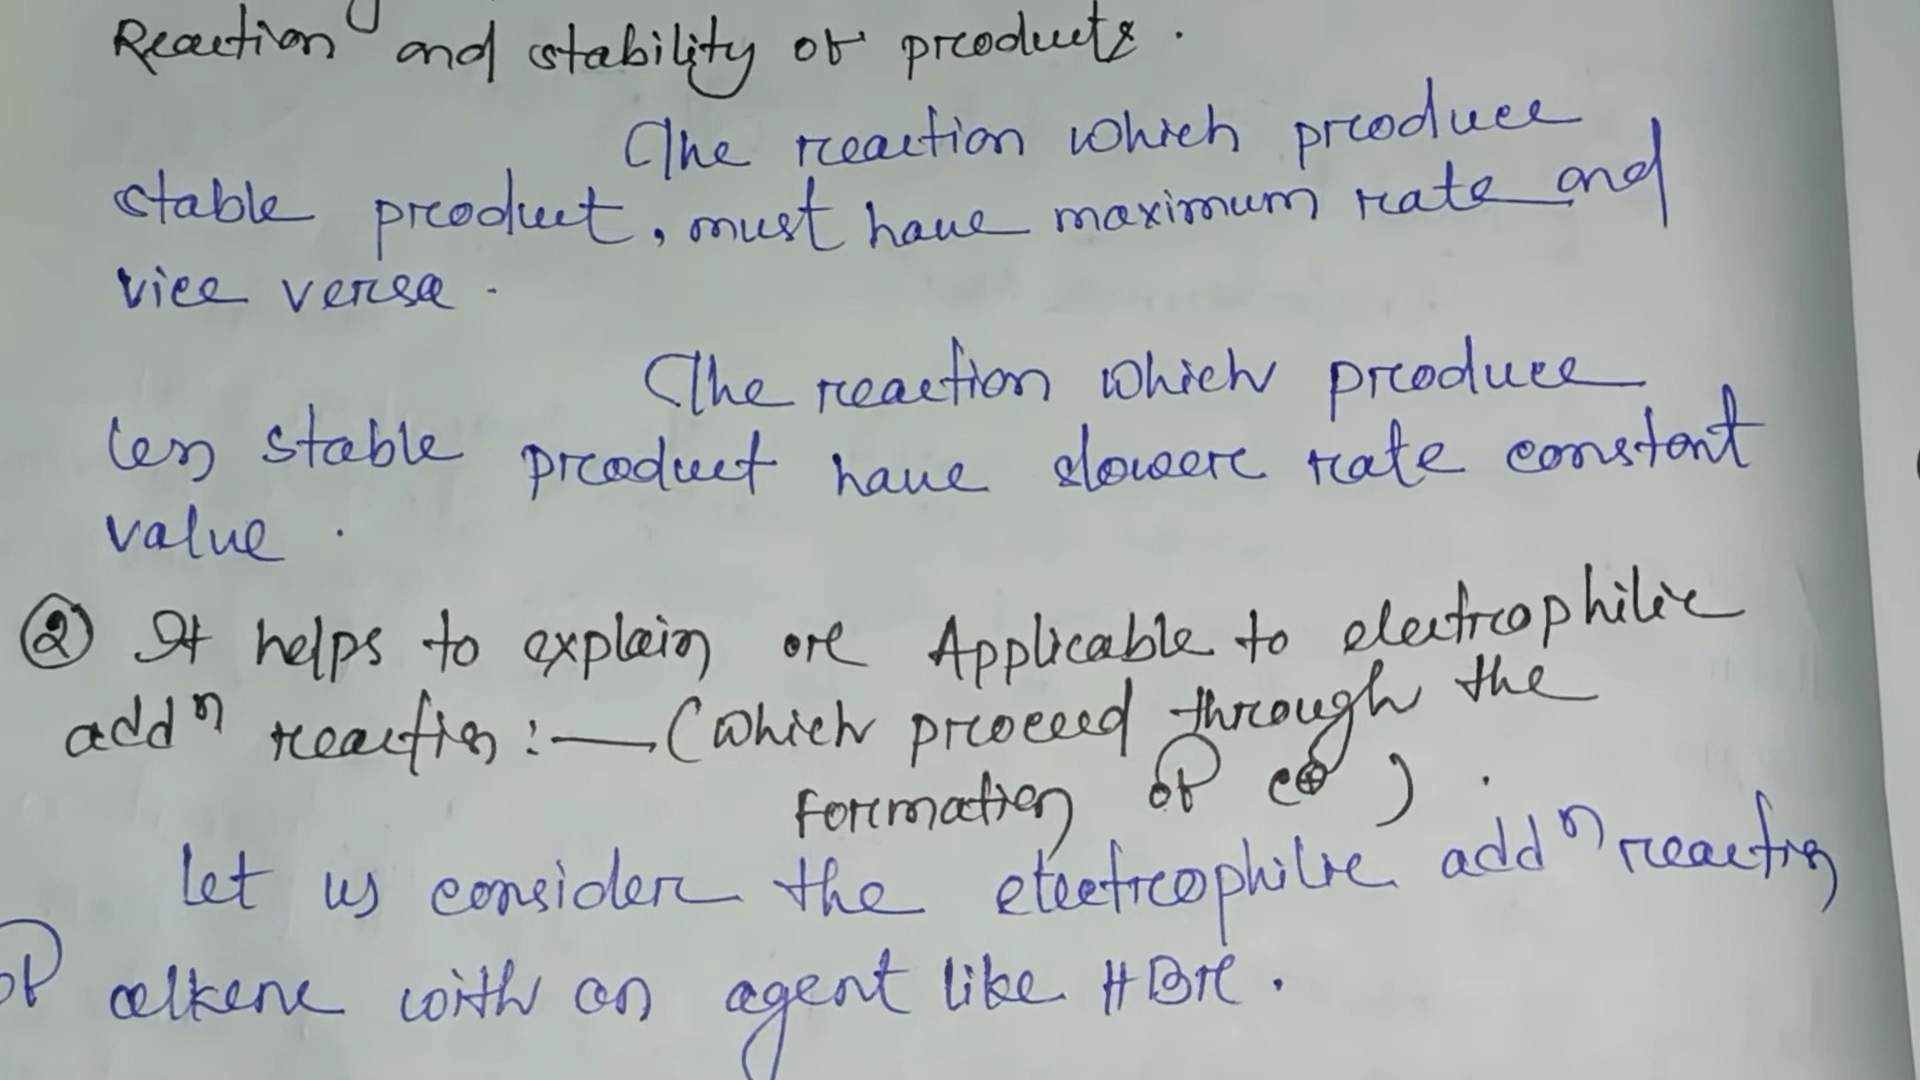 Reaction and stability of products.
The reaction which produce
stable product, must have maximum rate and
vice versa.
The reaction which produce
less stable product have slower rate constant
value.
② It helps to explain or Applicable to electrophilic
addⁿ reaction :— (which proceed through the
formation of C⊕).
Let us consider the electrophilic addⁿ reaction
of alkene with an agent like HBr.